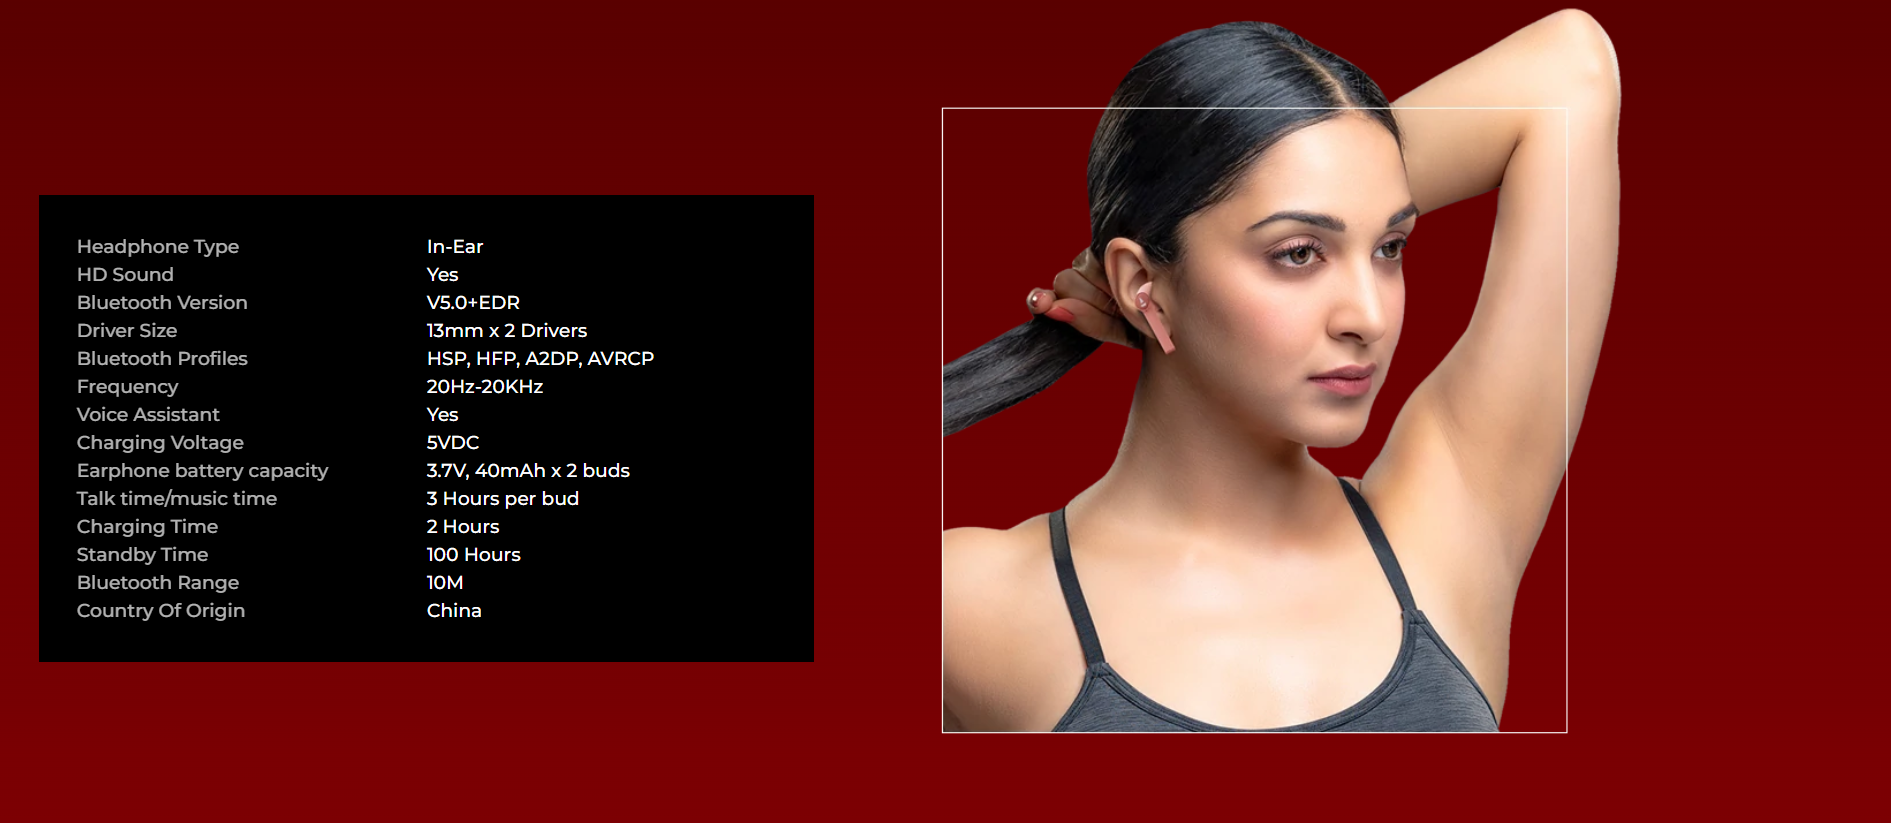 Headphone Type In-Ear
HD Sound Yes
Bluetooth Version V5.0+EDR
Driver Size 13mm x 2 Drivers
Bluetooth Profiles HSP, HFP, A2DP, AVRCP
Frequency 20Hz-20KHz
Voice Assistant Yes
Charging Voltage 5VDC
Earphone battery capacity 3.7V, 40mAh x 2 buds
Talk time/music time 3 Hours per bud
Charging Time 2 Hours
Standby Time 100 Hours
Bluetooth Range 10M
Country Of Origin China